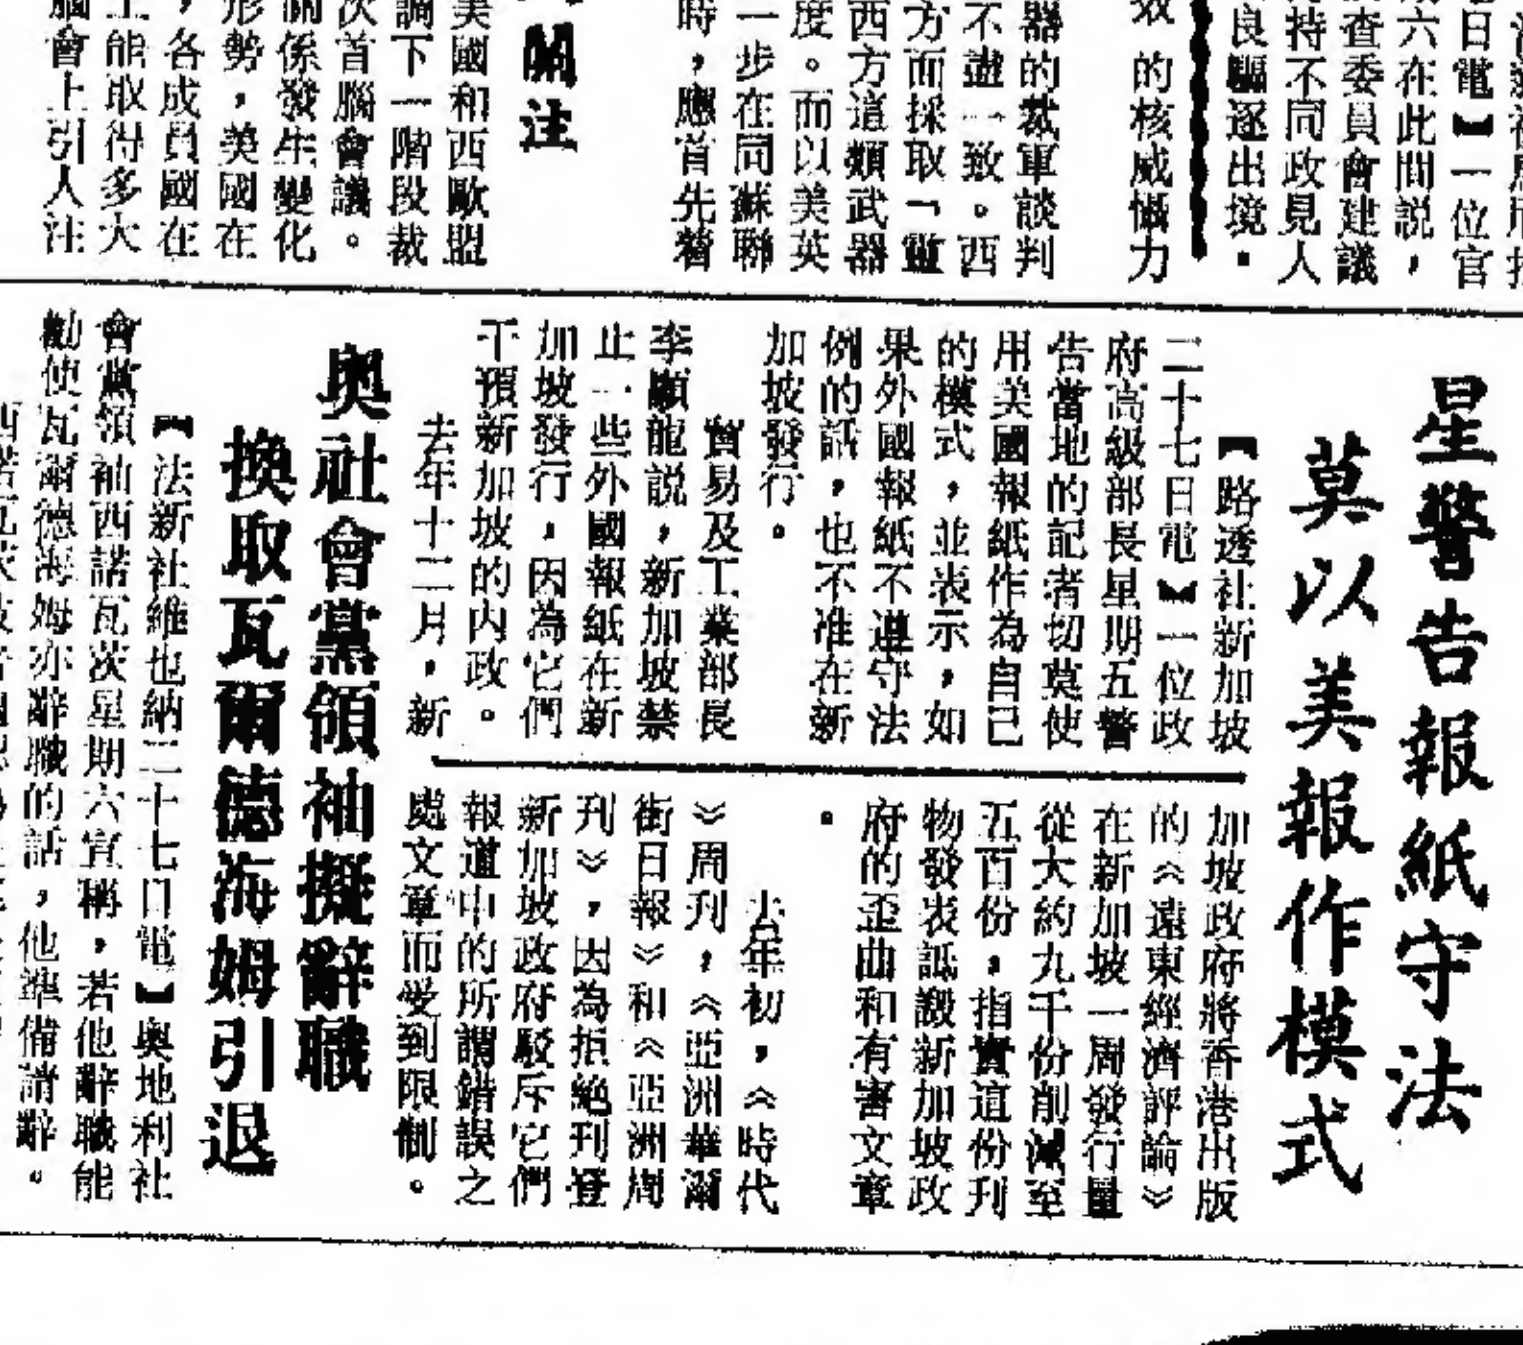 日電】一位官
六在此間説，
查委員會建議
持不同政見人
良驅逐出境．
效的核威懾力
器的裁軍談判
不盡一致。西
方而採取「靈
西方這類武器
度。而以美英
一步在同蘇聯
時，應首先着
關注
美國和西歐盟
調下一階段裁
次首腦會議。
關係發生變化
形勢，美國在
，各成員國在
上能取得多大
腦會上引人注
星警告報紙守法
莫以美報作模式
【路透社新加坡
二十七日電】一位政
府高級部長星期五警
告當地的記者切莫使
用美國報紙作為自己
的模式，並表示，如
果外國報紙不遵守法
例的話，也不准在新
加坡發行。
貿易及工業部長
李顯龍説，新加坡禁
止一些外國報紙在新
加坡發行，因為它們
干預新加坡的內政。
去年十二月，新
加坡政府將香港出版
的《遠東經濟評論》
在新加坡一周發行量
從大約九千份削減至
五百份，指責這份刊
物發表詆譭新加坡政
府的歪曲和有害文章
。
去年初，《時代
》周刊，《亞洲華爾
街日報》和《亞洲周
刊》，因為拒絕刊登
新加坡政府駁斥它們
報道中的所謂錯誤之
處文章而受到限制。
奧社會黨領袖擬辭職
換取瓦爾德海姆引退
【法新社維也納二十七日電】奧地利社
會黨領袖西諾瓦茨星期六宣稱，若他辭職能
勸使瓦爾德海姆亦辭職的話，他準備請辭。